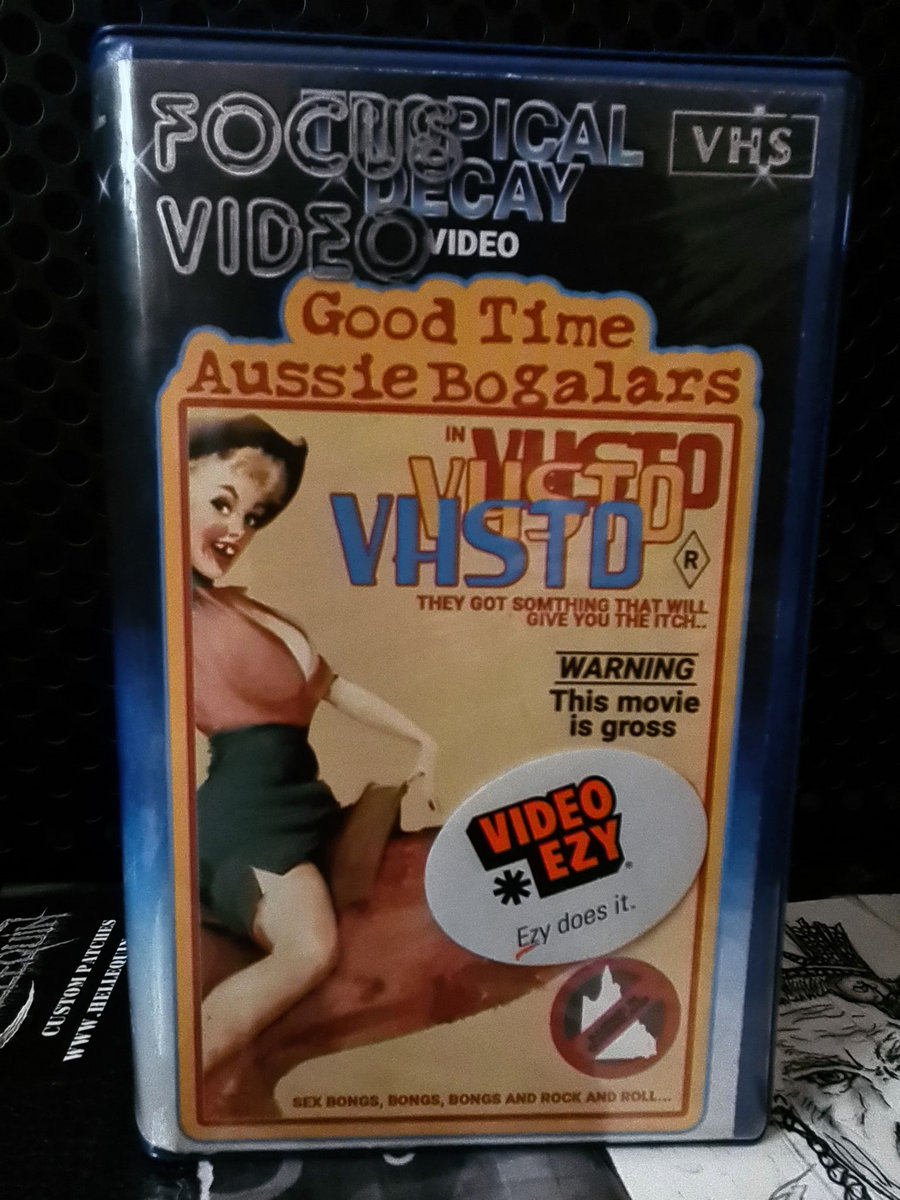 FOCUS
VIDEO
TROPICAL
DECAY
VIDEO
VHS
Good Time
Aussie Bogalars
IN VHSTD
VHSTD
VHSTD
R
THEY GOT SOMTHING THAT WILL
GIVE YOU THE ITCH..
WARNING
This movie
is gross
VIDEO
EZY
Ezy does it.
SEX BONGS, BONGS, BONGS AND ROCK AND ROLL...
CUSTOM PATCHES